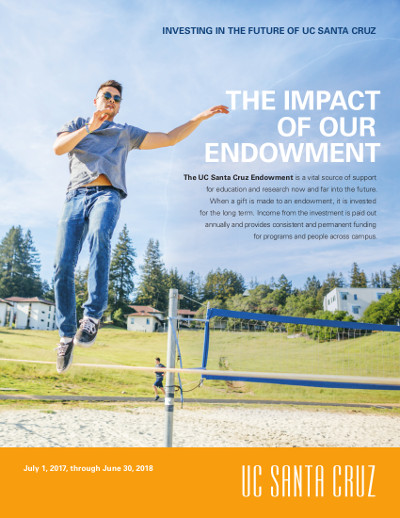 INVESTING IN THE FUTURE OF UC SANTA CRUZ
THE IMPACT
OF OUR
ENDOWMENT
The UC Santa Cruz Endowment is a vital source of support
for education and research now and far into the future.
When a gift is made to an endowment, it is invested
for the long term. Income from the investment is paid out
annually and provides consistent and permanent funding
for programs and people across campus.
July 1, 2017, through June 30, 2018
UC SANTA CRUZ